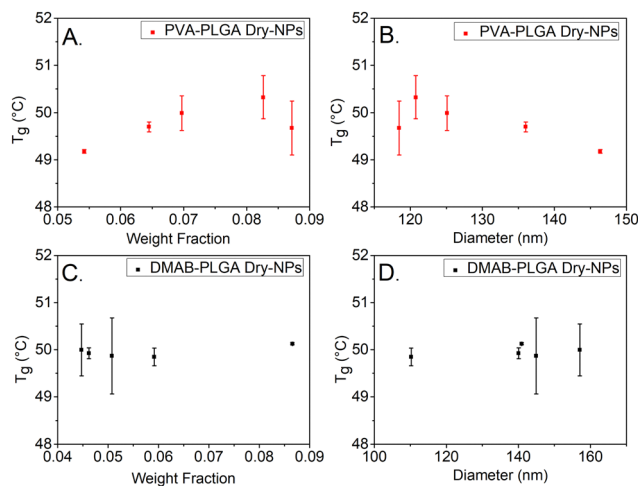 A.
PVA-PLGA Dry-NPs
52
51
50
49
48
Tg (°C)
0.05 0.06 0.07 0.08 0.09
Weight Fraction
B.
PVA-PLGA Dry-NPs
52
51
50
49
48
Tg (°C)
120 130 140 150
Diameter (nm)
C.
DMAB-PLGA Dry-NPs
52
51
50
49
48
Tg (°C)
0.04 0.05 0.06 0.07 0.08 0.09
Weight Fraction
D.
DMAB-PLGA Dry-NPs
52
51
50
49
48
Tg (°C)
100 120 140 160
Diameter (nm)